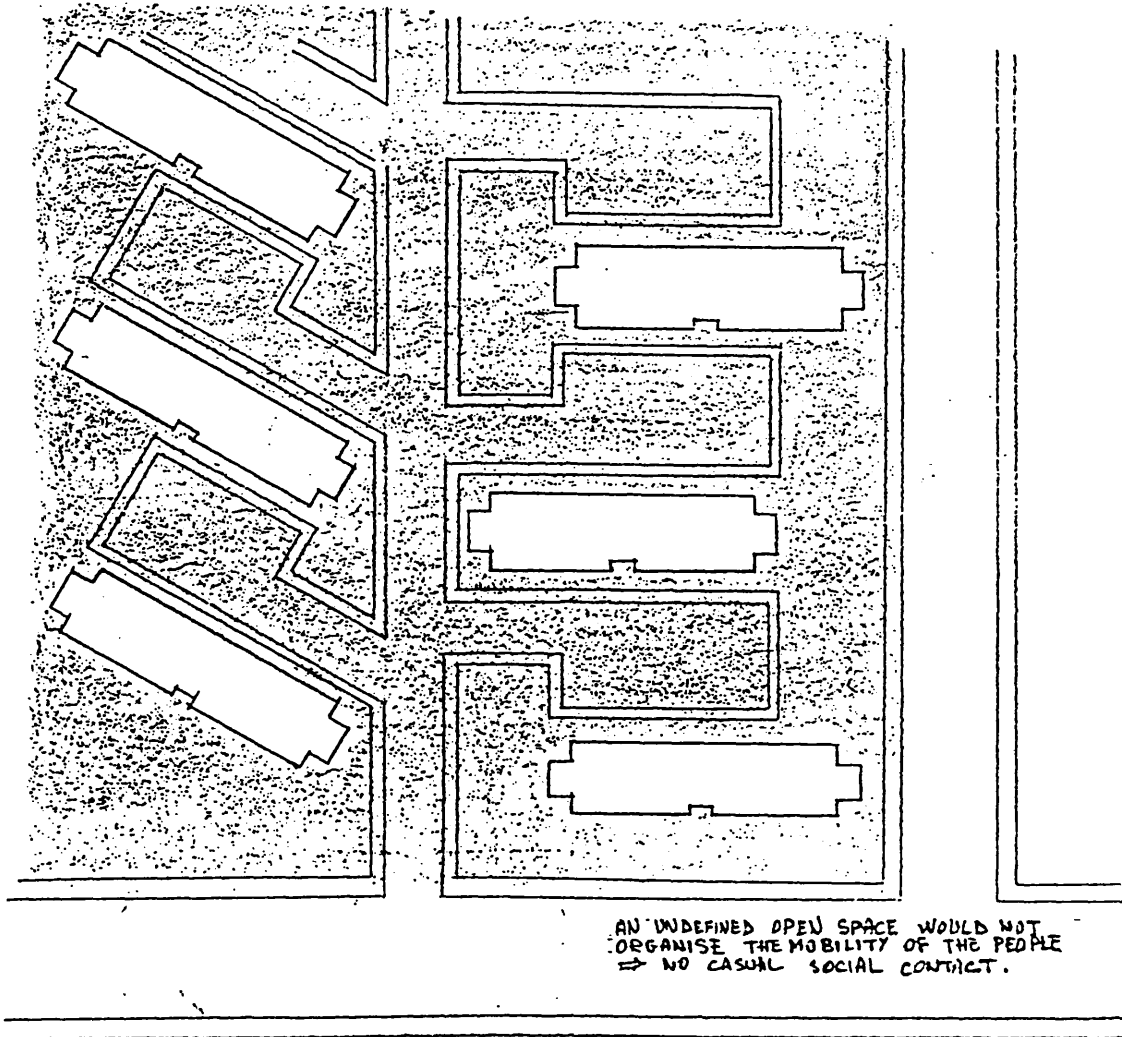 AN UNDEFINED OPEN SPACE WOULD NOT
ORGANISE THE MOBILITY OF THE PEOPLE
⇒ NO CASUAL SOCIAL CONTACT.